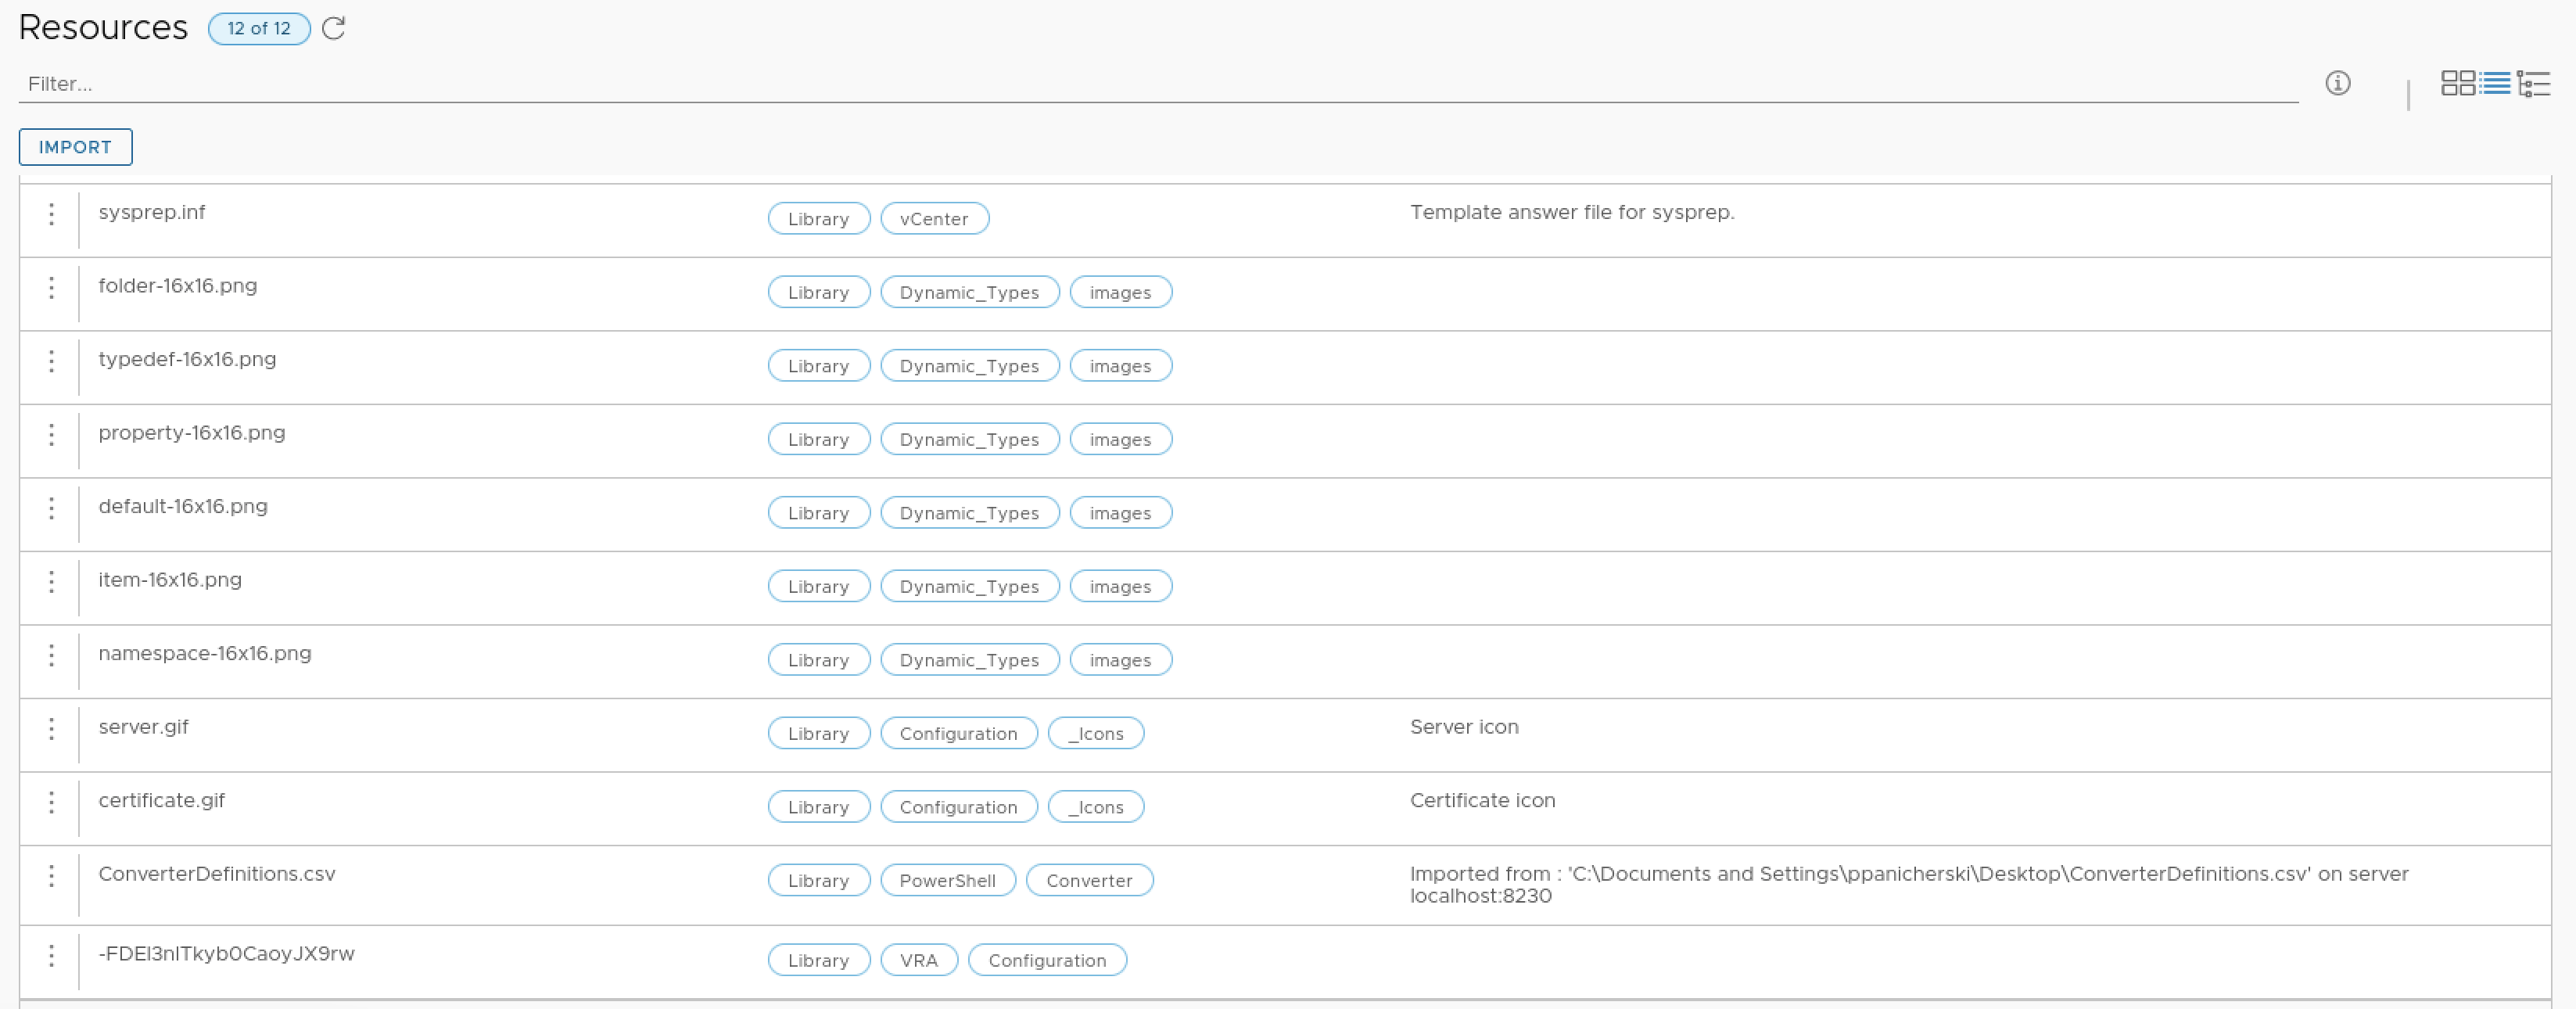 Resources 12 of 12
Filter...
IMPORT
sysprep.inf Library vCenter Template answer file for sysprep.
folder-16x16.png Library Dynamic_Types images
typedef-16x16.png Library Dynamic_Types images
property-16x16.png Library Dynamic_Types images
default-16x16.png Library Dynamic_Types images
item-16x16.png Library Dynamic_Types images
namespace-16x16.png Library Dynamic_Types images
server.gif Library Configuration _Icons Server icon
certificate.gif Library Configuration _Icons Certificate icon
ConverterDefinitions.csv Library PowerShell Converter Imported from : 'C:\Documents and Settings\ppanicherski\Desktop\ConverterDefinitions.csv' on server
localhost:8230
Library VRA Configuration